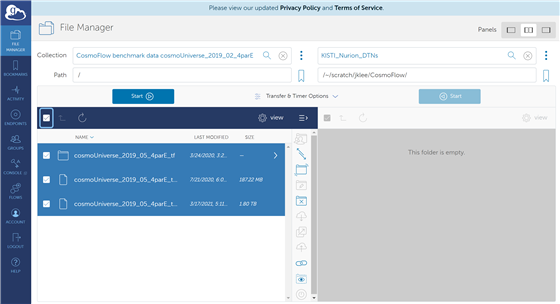 Please view our updated Privacy Policy and Terms of Service.
File Manager
Panels
Collection
CosmoFlow benchmark data cosmoUniverse_2019_02_4parE
KISTI_Nurion_DTNs
Path
/
/~/scratch/jklee/CosmoFlow/
Start
Transfer & Timer Options
Start
view
view
NAME
LAST MODIFIED
SIZE
cosmoUniverse_2019_05_4parE_tf
3/24/2020, 3:2...
—
cosmoUniverse_2019_05_4parE_t...
7/21/2020, 6:0...
187.22 MB
cosmoUniverse_2019_05_4parE_t...
3/17/2021, 5:11...
1.80 TB
This folder is empty.
FILE MANAGER
BOOKMARKS
ACTIVITY
ENDPOINTS
GROUPS
CONSOLE
FLOWS
ACCOUNT
LOGOUT
HELP